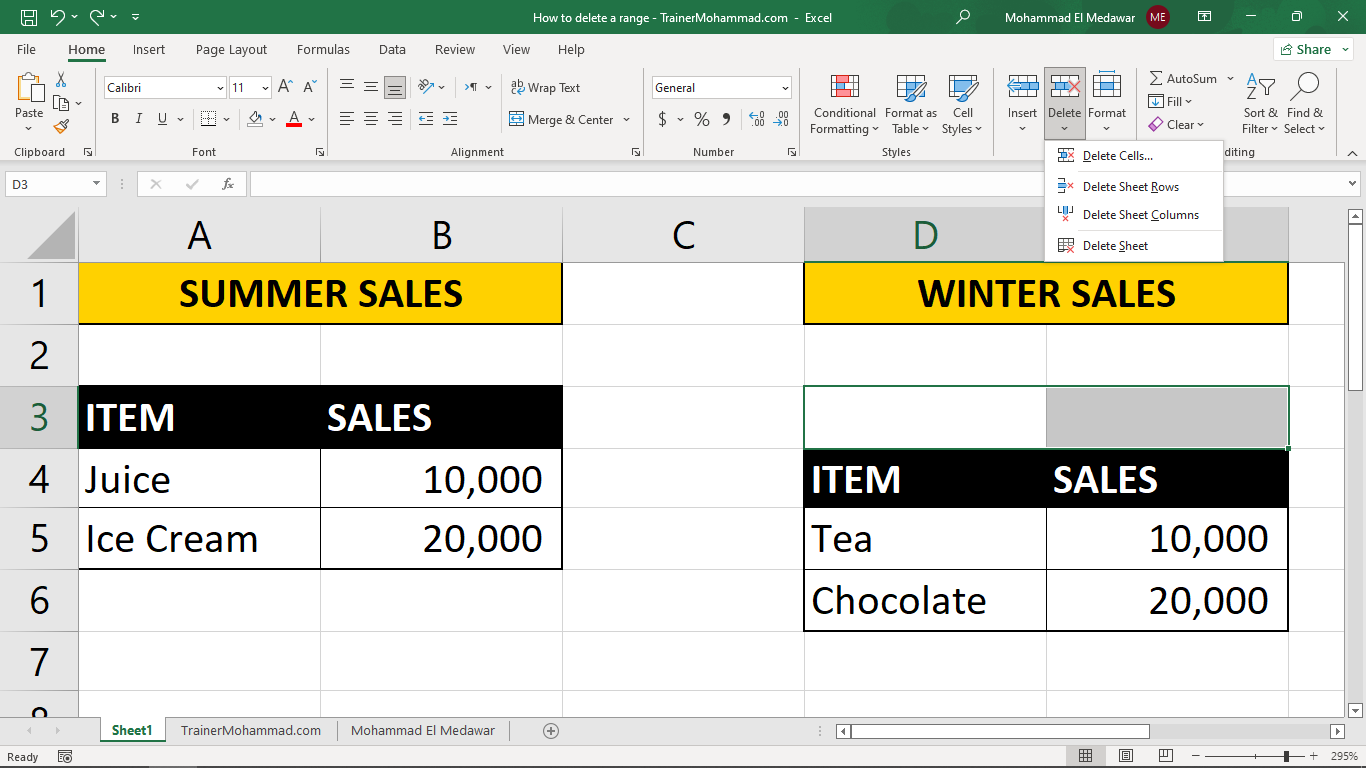 How to delete a range - TrainerMohammad.com - Excel
Mohammad El Medawar ME
File Home Insert Page Layout Formulas Data Review View Help Share
Paste
Clipboard
Calibri 11
B I U A
Font
ab Wrap Text
Merge & Center
Alignment
General
$ % 9
Number
Conditional Formatting
Format as Table
Cell Styles
Styles
Insert Delete Format
AutoSum
Fill
Clear
Sort & Filter
Find & Select
diting
Delete Cells...
Delete Sheet Rows
Delete Sheet Columns
Delete Sheet
D3 fx
A B C D
1 SUMMER SALES WINTER SALES
2
3 ITEM SALES
4 Juice 10,000 ITEM SALES
5 Ice Cream 20,000 Tea 10,000
6 Chocolate 20,000
7
Sheet1 TrainerMohammad.com Mohammad El Medawar
Ready 295%